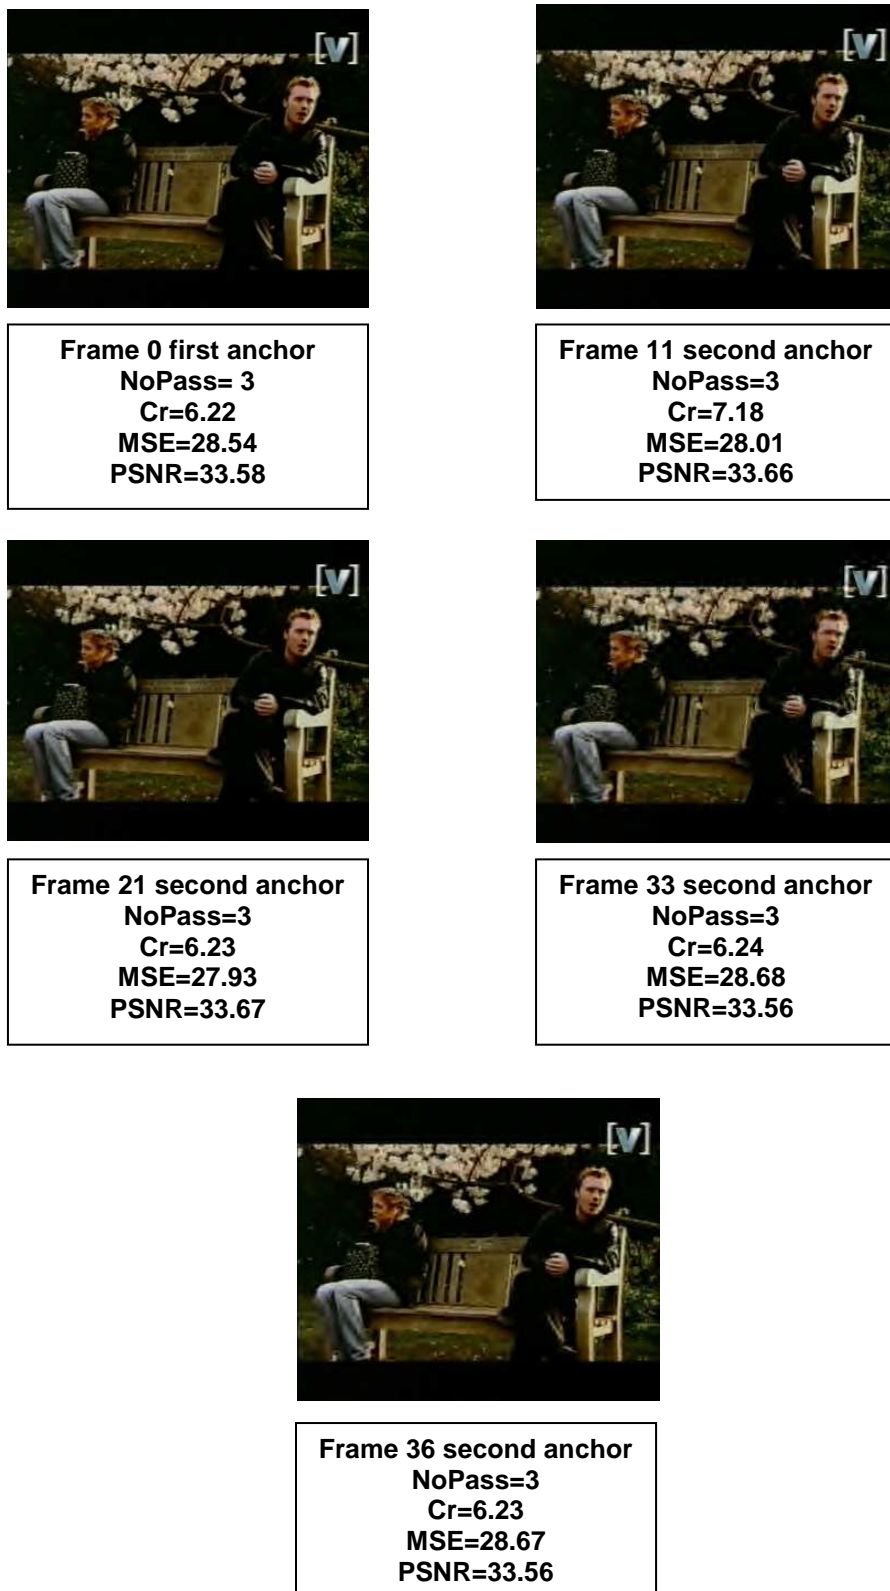 [V]
[V]
Frame 0 first anchor
NoPass= 3
Cr=6.22
MSE=28.54
PSNR=33.58
Frame 11 second anchor
NoPass=3
Cr=7.18
MSE=28.01
PSNR=33.66
[V]
[V]
Frame 21 second anchor
NoPass=3
Cr=6.23
MSE=27.93
PSNR=33.67
Frame 33 second anchor
NoPass=3
Cr=6.24
MSE=28.68
PSNR=33.56
[V]
Frame 36 second anchor
NoPass=3
Cr=6.23
MSE=28.67
PSNR=33.56